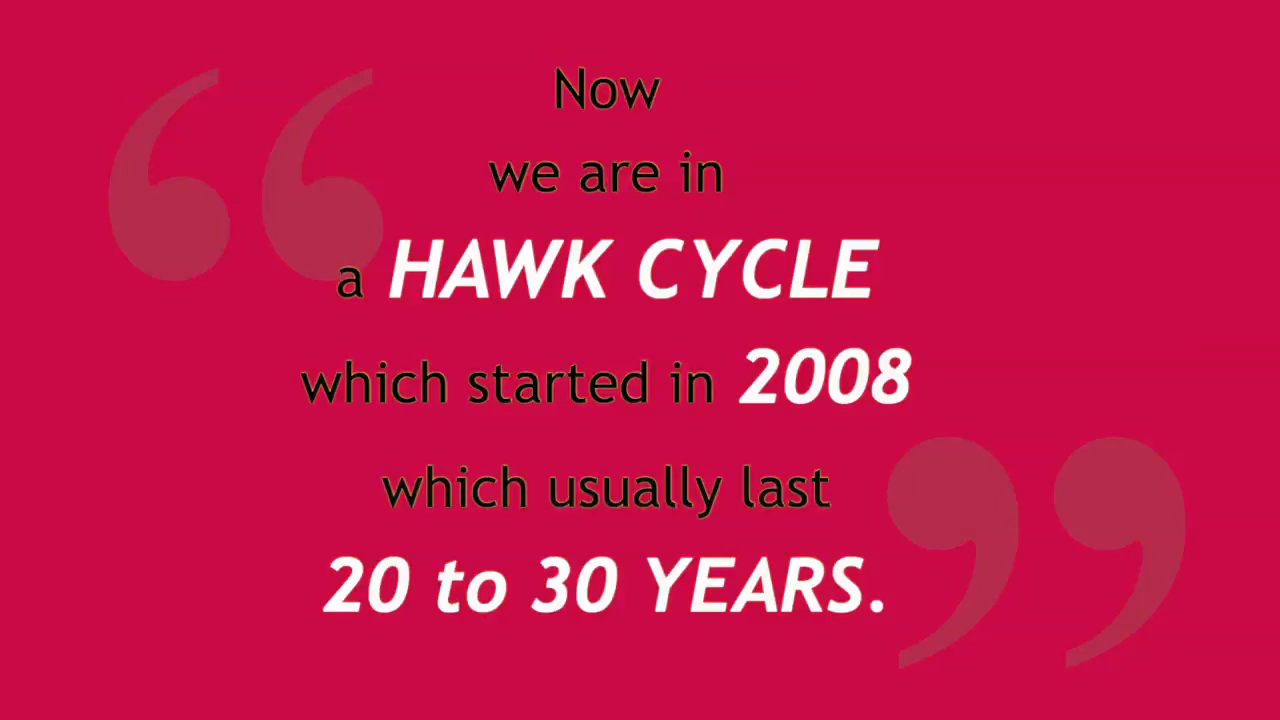 Now
we are in
a HAWK CYCLE
which started in 2008
which usually last
20 to 30 YEARS.